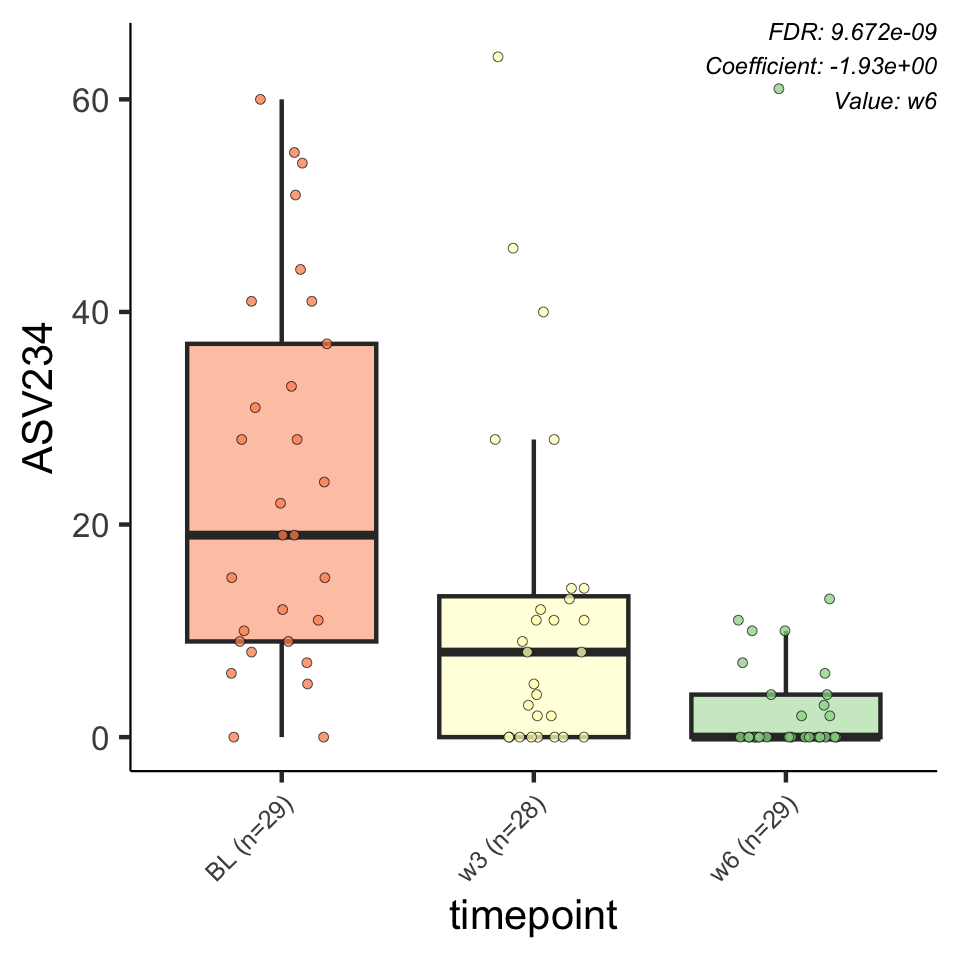 FDR: 9.672e-09
Coefficient: -1.93e+00
Value: w6
60
40
20
0
ASV234
BL (n=29)
w3 (n=28)
w6 (n=29)
timepoint